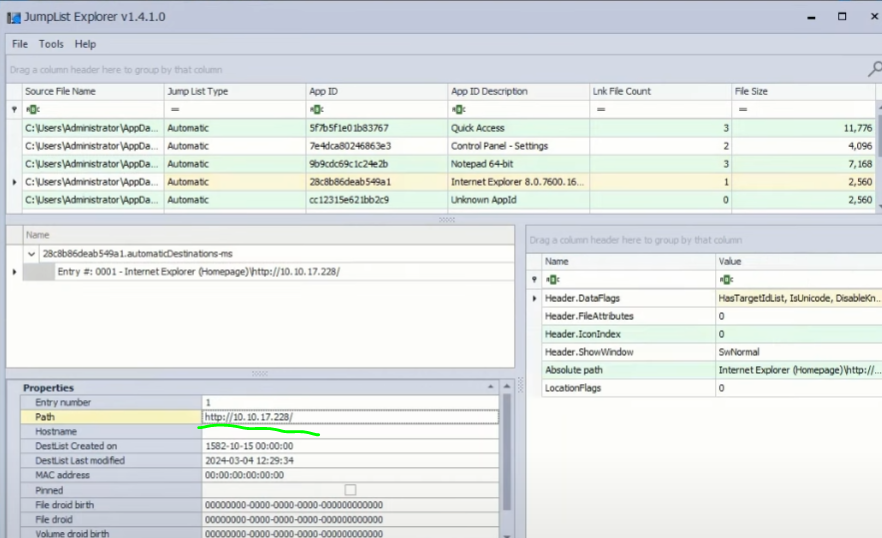 JumpList Explorer v1.4.1.0
File Tools Help
Drag a column header here to group by that column
Source File Name Jump List Type App ID App ID Description Lnk File Count File Size
= = =
C:\Users\Administrator\AppDa... Automatic 5f7b5f1e01b83767 Quick Access 3 11,776
C:\Users\Administrator\AppDa... Automatic 7e4dca80246863e3 Control Panel - Settings 2 4,096
C:\Users\Administrator\AppDa... Automatic 9b9cdc69c1c24e2b Notepad 64-bit 3 7,168
C:\Users\Administrator\AppDa... Automatic 28c8b86deab549a1 Internet Explorer 8.0.7600.16... 1 2,560
C:\Users\Administrator\AppDa... Automatic cc12315e621bb2c9 Unknown AppId 0 2,560
Name
28c8b86deab549a1.automaticDestinations-ms
Entry #: 0001 - Internet Explorer (Homepage)\http://10.10.17.228/
Drag a column header here to group by that column
Name Value
Header.DataFlags HasTargetIdList, IsUnicode, DisableKn...
Header.FileAttributes 0
Header.IconIndex 0
Header.ShowWindow SwNormal
Absolute path Internet Explorer (Homepage)\http://...
LocationFlags 0
Properties
Entry number 1
Path http://10.10.17.228/
Hostname
DestList Created on 1582-10-15 00:00:00
DestList Last modified 2024-03-04 12:29:34
MAC address 00:00:00:00:00:00
Pinned
File droid birth 00000000-0000-0000-0000-000000000000
File droid 00000000-0000-0000-0000-000000000000
Volume droid birth 00000000-0000-0000-0000-000000000000